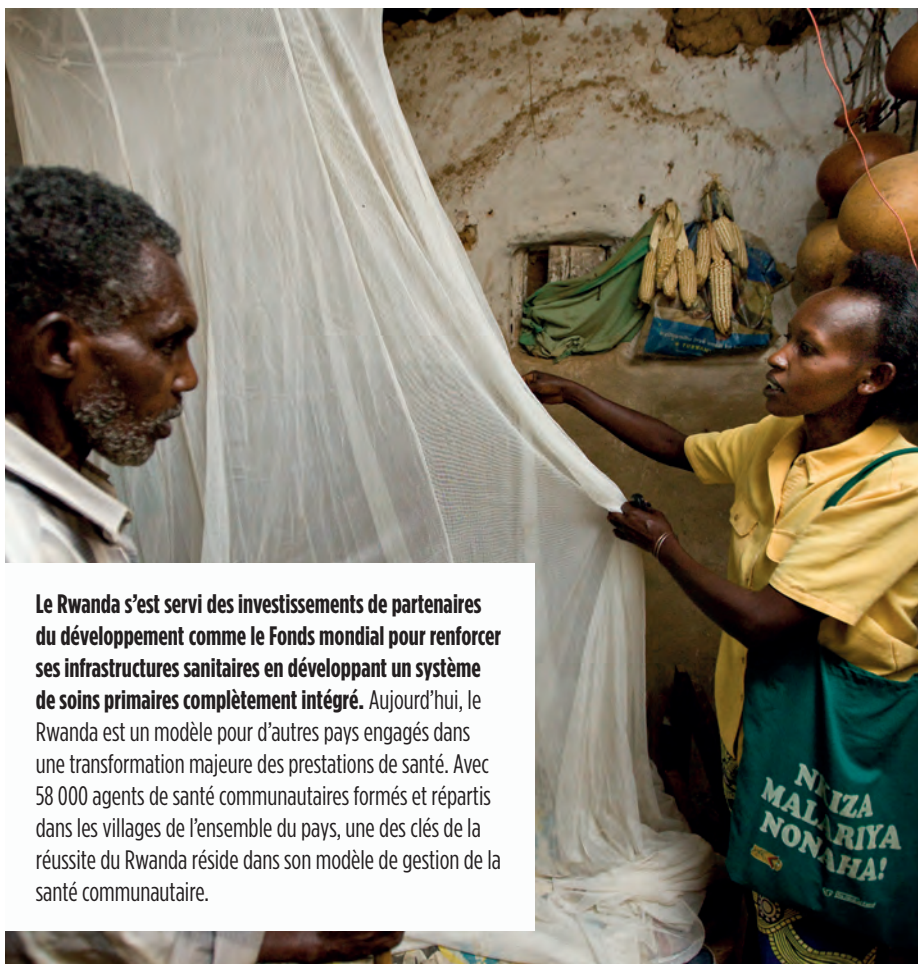 Le Rwanda s’est servi des investissements de partenaires
du développement comme le Fonds mondial pour renforcer
ses infrastructures sanitaires en développant un système
de soins primaires complètement intégré. Aujourd’hui, le
Rwanda est un modèle pour d’autres pays engagés dans
une transformation majeure des prestations de santé. Avec
58 000 agents de santé communautaires formés et répartis
dans les villages de l’ensemble du pays, une des clés de la
réussite du Rwanda réside dans son modèle de gestion de la
santé communautaire.
MALARIYA